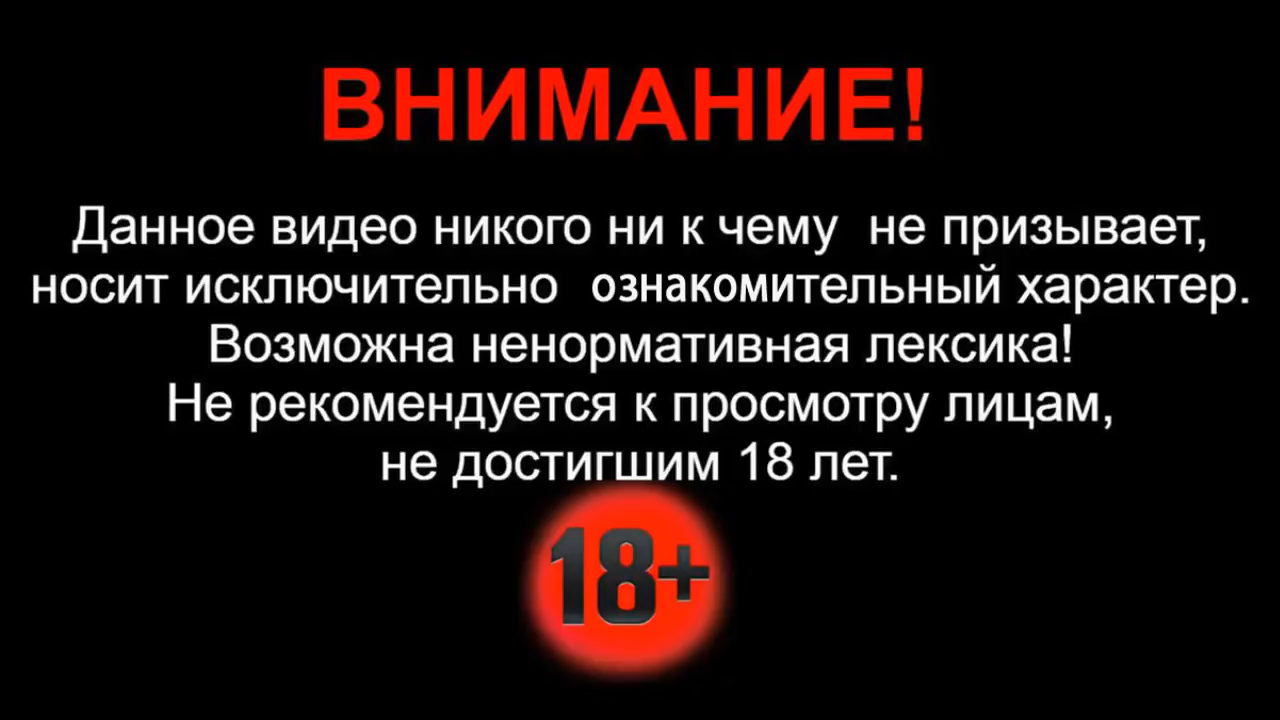 ВНИМАНИЕ!
Данное видео никого ни к чему не призывает,
носит исключительно ознакомительный характер.
Возможна ненормативная лексика!
Не рекомендуется к просмотру лицам,
не достигшим 18 лет.
18+